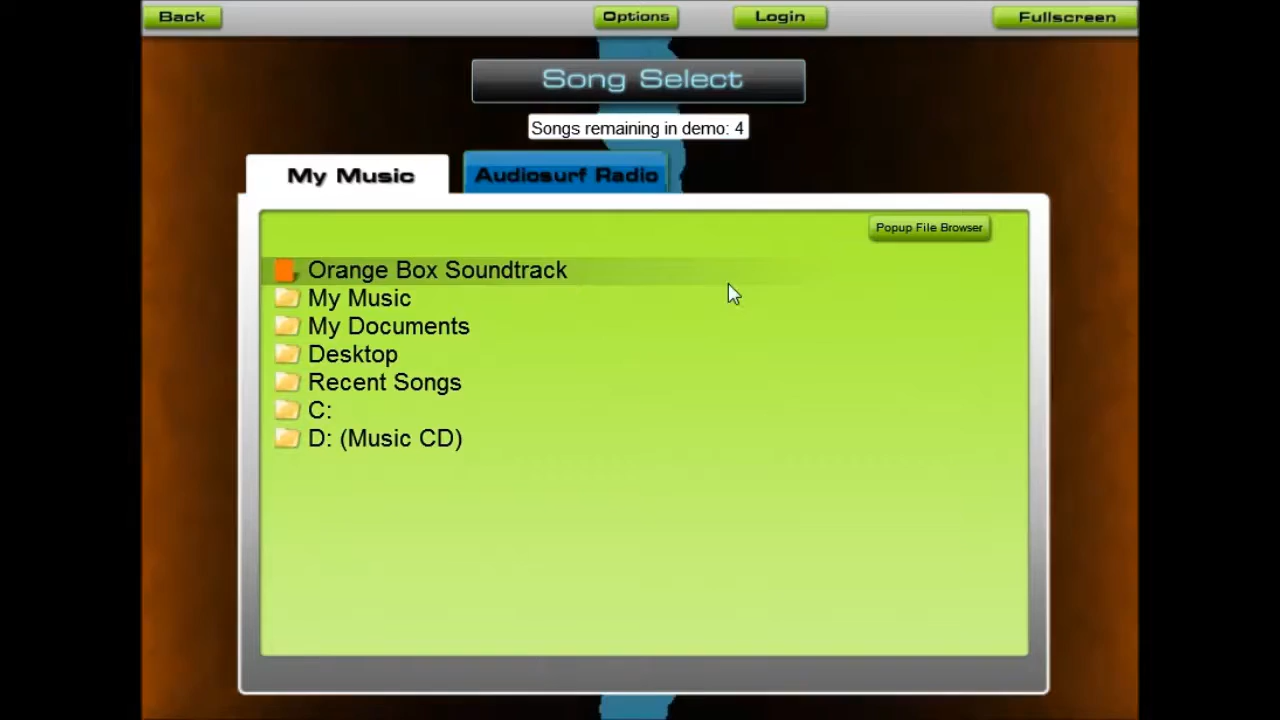 Back
Options
Login
Fullscreen
Song Select
Songs remaining in demo: 4
My Music
Audiosurf Radio
Popup File Browser
Orange Box Soundtrack
My Music
My Documents
Desktop
Recent Songs
C:
D: (Music CD)